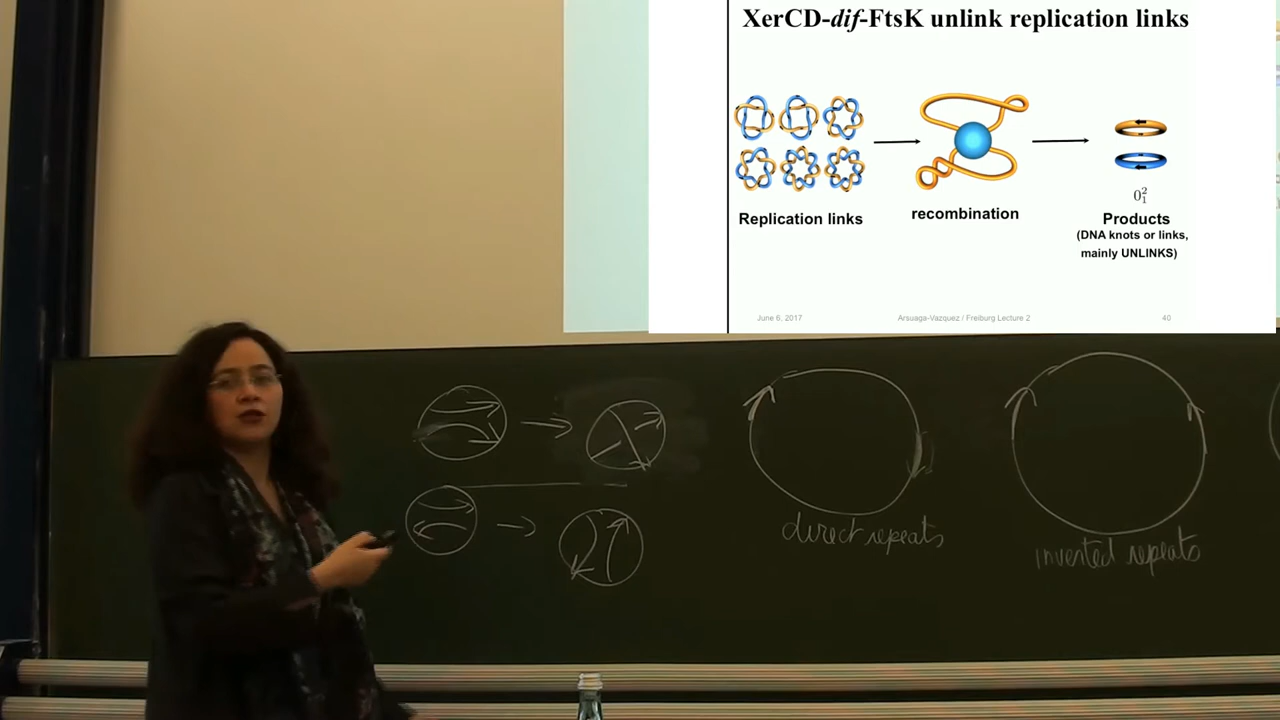 XerCD-dif-FtsK unlink replication links
Replication links
recombination
0₁²
Products
(DNA knots or links,
mainly UNLINKS)
June 6, 2017
Arsuaga-Vazquez / Freiburg Lecture 2
40
direct repeats
inverted repeats